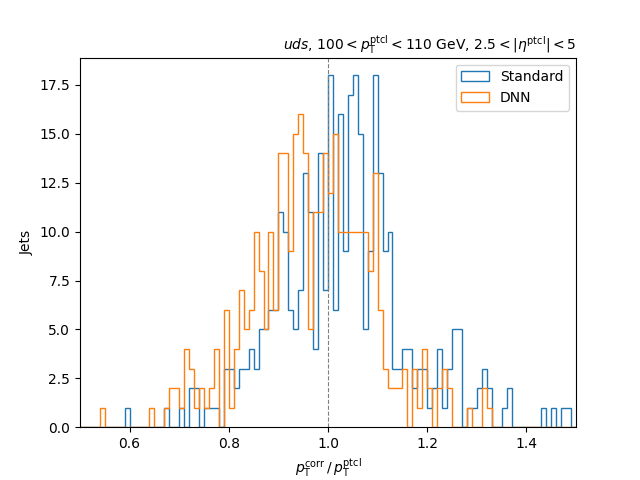 uds, 100 < p_T^ptcl < 110 GeV, 2.5 < |η^ptcl| < 5
Standard
DNN
17.5
15.0
12.5
10.0
7.5
5.0
2.5
0.0
Jets
0.6 0.8 1.0 1.2 1.4
p_T^corr / p_T^ptcl